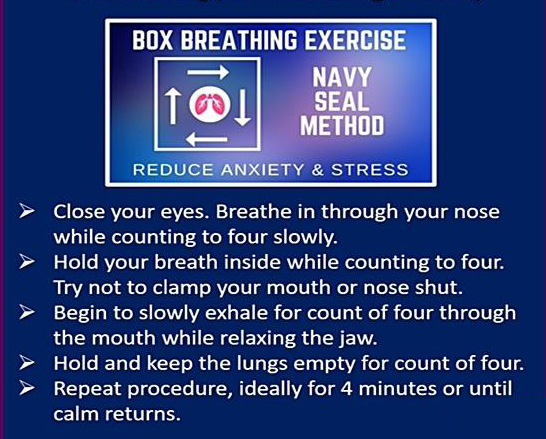 BOX BREATHING EXERCISE
NAVY
SEAL
METHOD
REDUCE ANXIETY & STRESS
➢ Close your eyes. Breathe in through your nose
while counting to four slowly.
➢ Hold your breath inside while counting to four.
Try not to clamp your mouth or nose shut.
➢ Begin to slowly exhale for count of four through
the mouth while relaxing the jaw.
➢ Hold and keep the lungs empty for count of four.
➢ Repeat procedure, ideally for 4 minutes or until
calm returns.